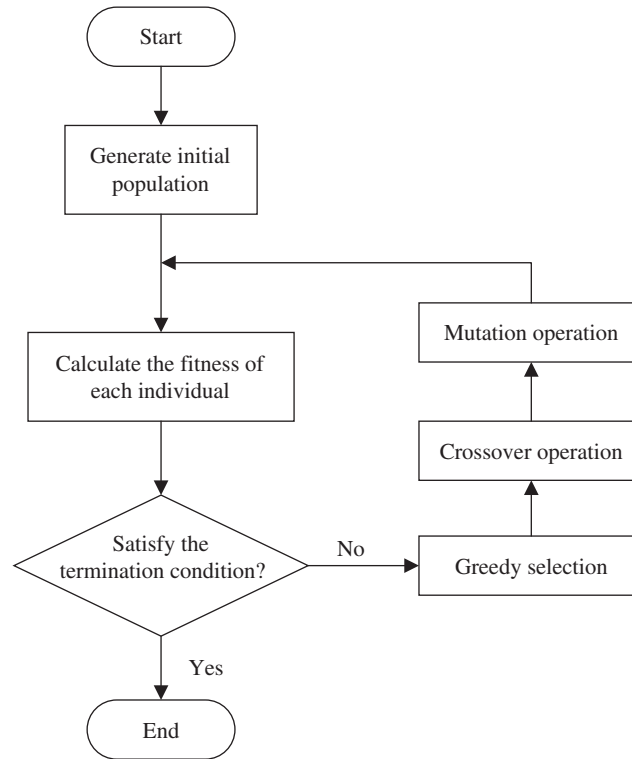 Start
Generate initial
population
Calculate the fitness of
each individual
Satisfy the
termination condition?
No
Yes
End
Greedy selection
Crossover operation
Mutation operation